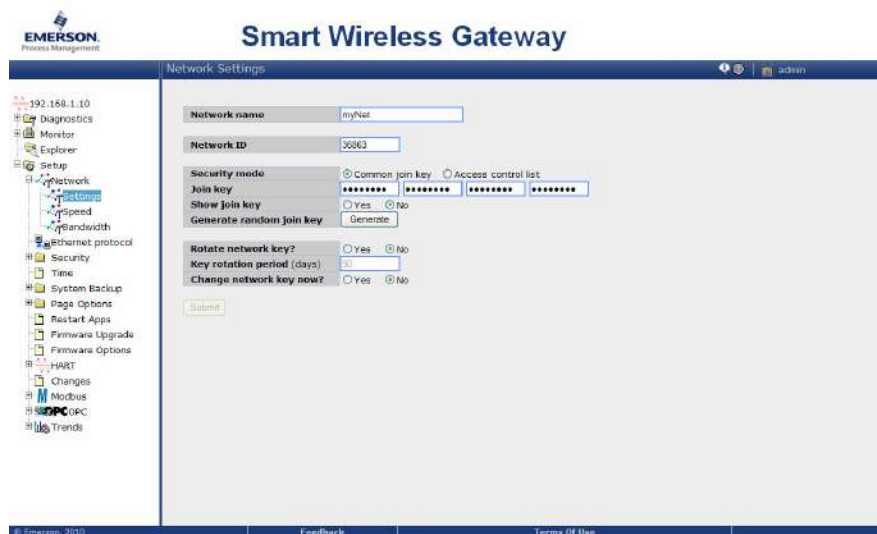 EMERSON.
Process Management
Smart Wireless Gateway
Network Settings
admin
192.168.1.10
Diagnostics
Monitor
Explorer
Setup
Network
Settings
Speed
Bandwidth
Ethernet protocol
Security
Time
System Backup
Page Options
Restart Apps
Firmware Upgrade
Firmware Options
HART
Changes
Modbus
OPC OPC
Trends
Network name myNet
Network ID 36863
Security mode Common join key Access control list
Join key
Show join key Yes No
Generate random join key Generate
Rotate network key? Yes No
Key rotation period (days)
Change network key now? Yes No
Submit
© Emerson, 2010 Feedback Terms Of Use